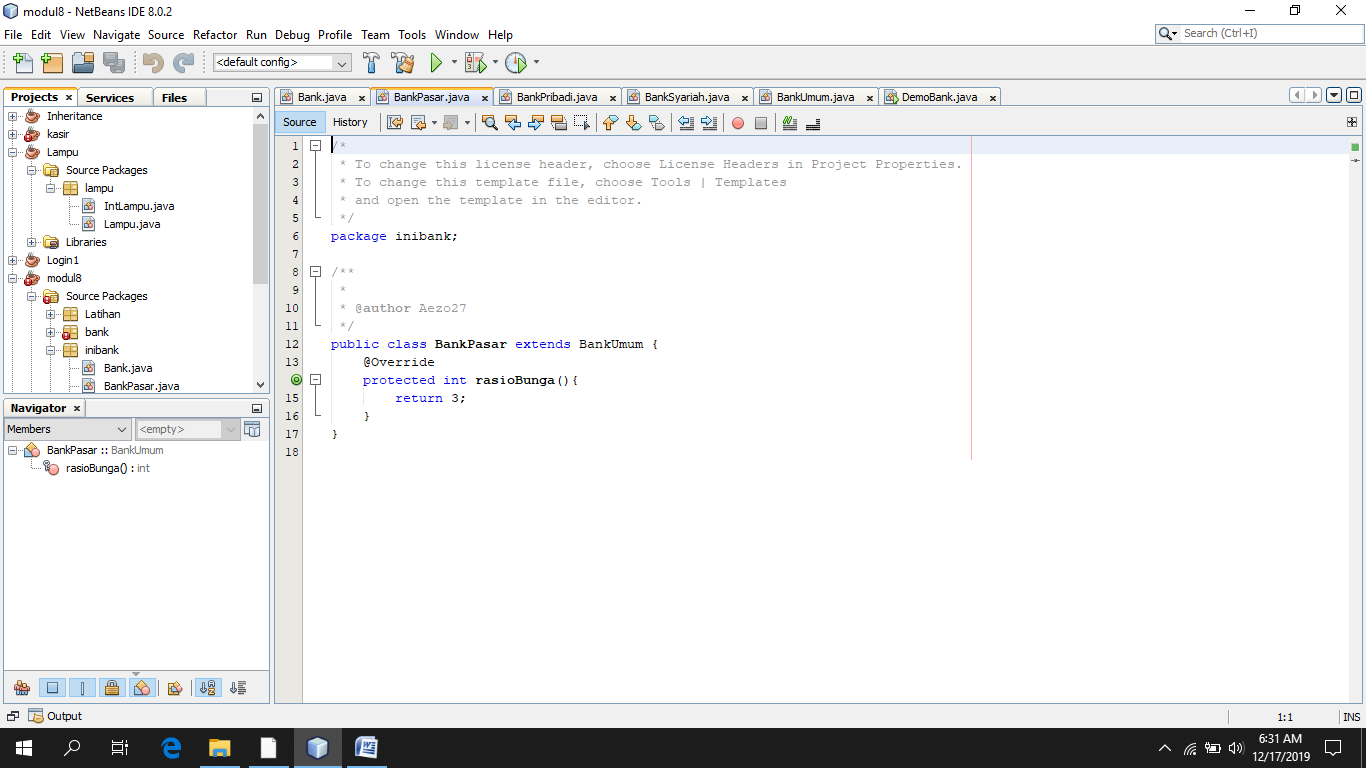 modul8 - NetBeans IDE 8.0.2
File Edit View Navigate Source Refactor Run Debug Profile Team Tools Window Help
Search (Ctrl+I)
<default config>
Projects Services Files
Inheritance
kasir
Lampu
Source Packages
lampu
IntLampu.java
Lampu.java
Libraries
Login1
modul8
Source Packages
Latihan
bank
inibank
Bank.java
BankPasar.java
Navigator
Members <empty>
BankPasar :: BankUmum
rasioBunga() : int
Bank.java BankPasar.java BankPribadi.java BankSyariah.java BankUmum.java DemoBank.java
Source History
1 /*
2 * To change this license header, choose License Headers in Project Properties.
3 * To change this template file, choose Tools | Templates
4 * and open the template in the editor.
5 */
6 package inibank;
7
8 /**
9 *
10 * @author Aezo27
11 */
12 public class BankPasar extends BankUmum {
13 @Override
protected int rasioBunga(){
15 return 3;
16 }
17 }
18
Output
1:1 INS
6:31 AM
12/17/2019